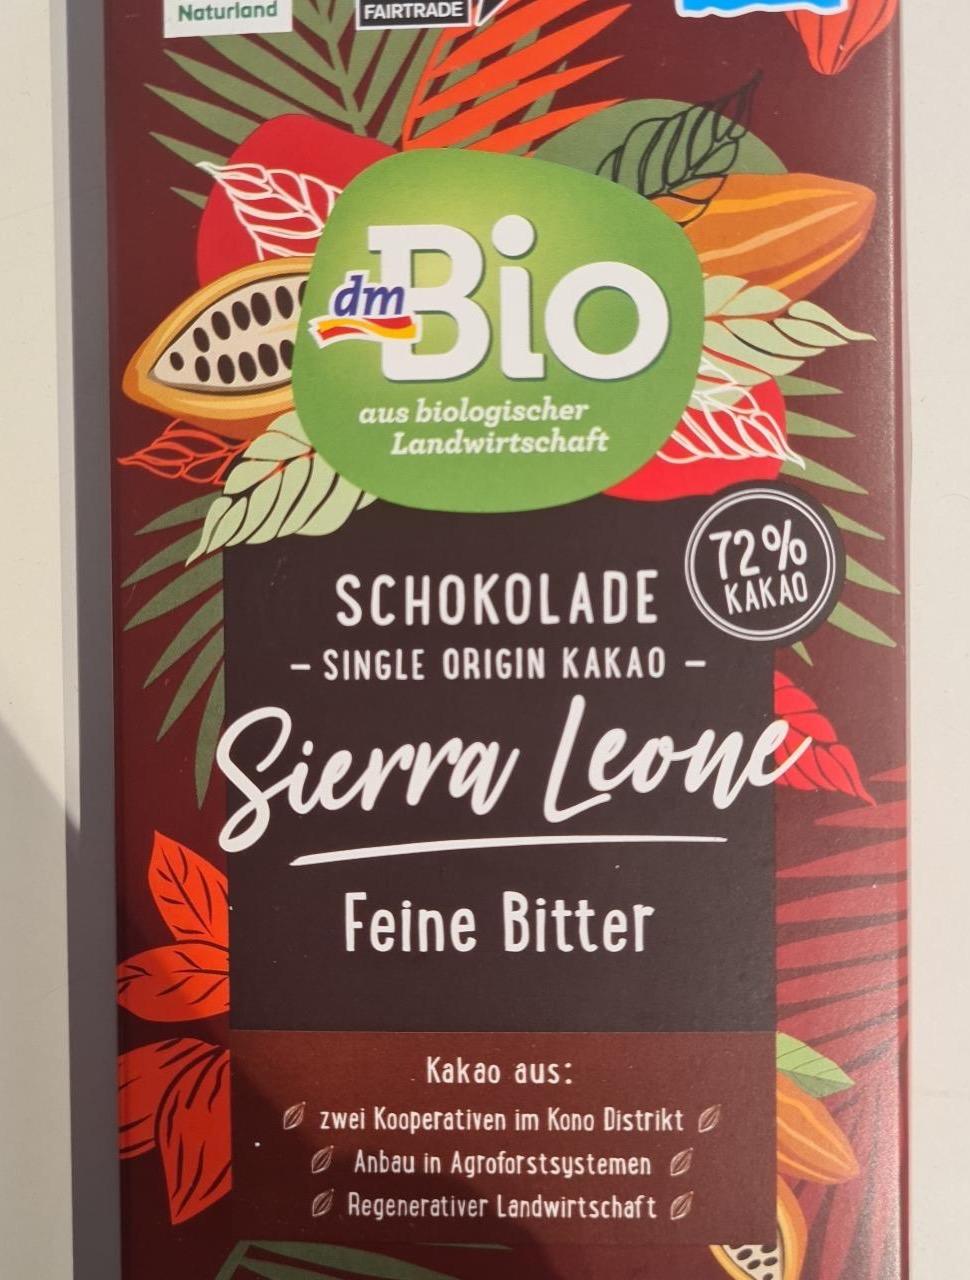 Naturland
FAIRTRADE
dm
Bio
aus biologischer
Landwirtschaft
72%
KAKAO
SCHOKOLADE
– SINGLE ORIGIN KAKAO –
Sierra Leone
Feine Bitter
Kakao aus:
zwei Kooperativen im Kono Distrikt
Anbau in Agroforstsystemen
Regenerativer Landwirtschaft